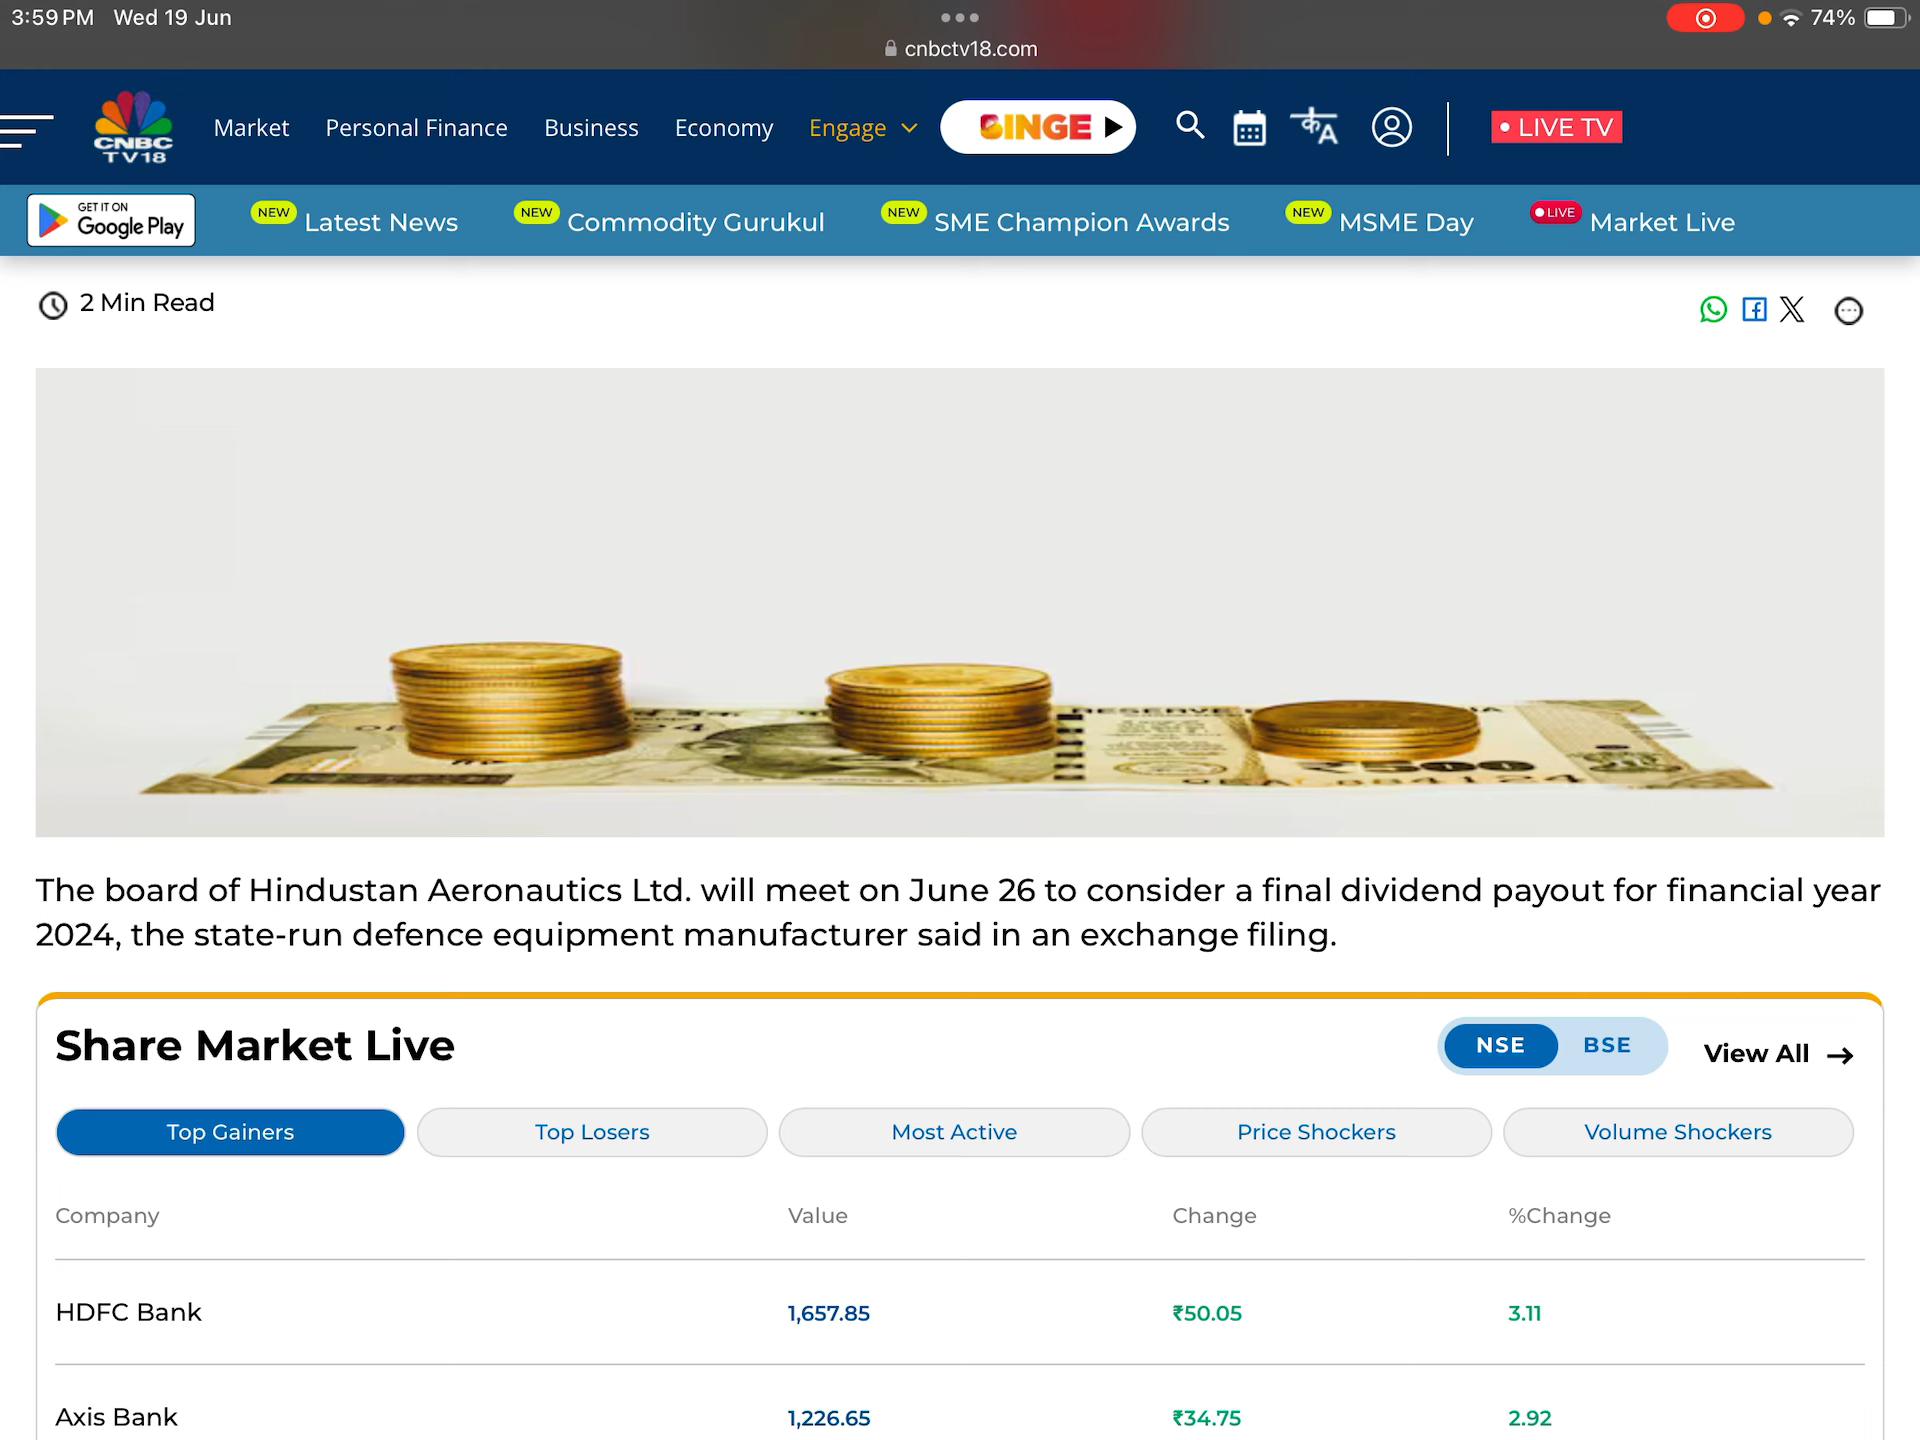 3:59 PM Wed 19 Jun
74%
cnbctv18.com
CNBC
TV18
Market Personal Finance Business Economy Engage BINGE LIVE TV
GET IT ON
Google Play
NEW Latest News NEW Commodity Gurukul NEW SME Champion Awards NEW MSME Day LIVE Market Live
2 Min Read
The board of Hindustan Aeronautics Ltd. will meet on June 26 to consider a final dividend payout for financial year
2024, the state-run defence equipment manufacturer said in an exchange filing.
Share Market Live
NSE BSE View All →
Top Gainers Top Losers Most Active Price Shockers Volume Shockers
Company Value Change %Change
HDFC Bank 1,657.85 ₹50.05 3.11
Axis Bank 1,226.65 ₹34.75 2.92